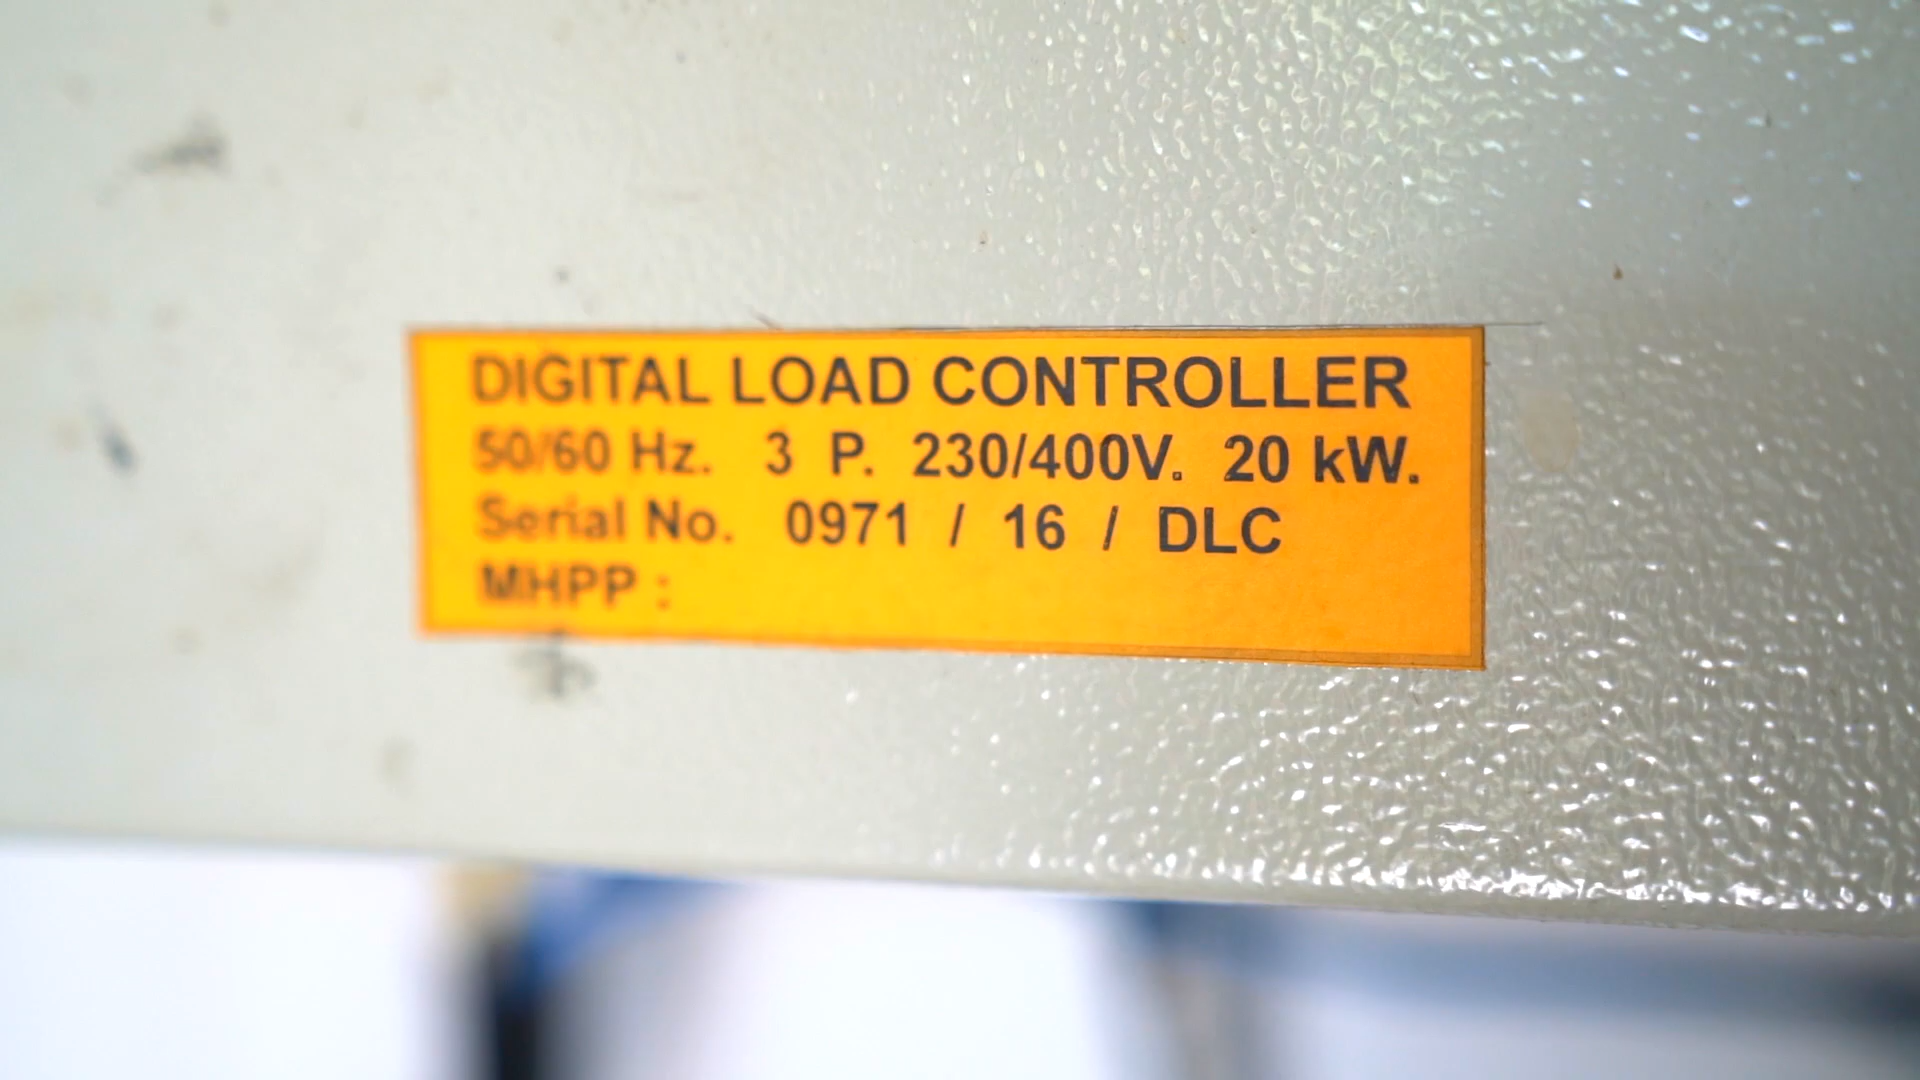 DIGITAL LOAD CONTROLLER
50/60 Hz. 3 P. 230/400V. 20 kW.
Serial No. 0971 / 16 / DLC
MHPP :